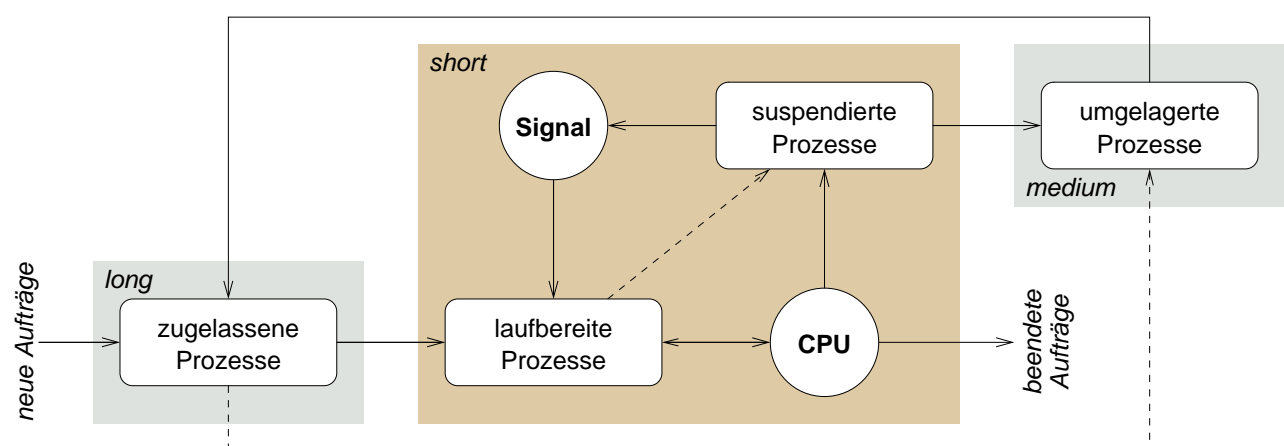 short
Signal
suspendierte
Prozesse
umgelagerte
Prozesse
medium
neue Aufträge
long
zugelassene
Prozesse
laufbereite
Prozesse
CPU
beendete
Aufträge